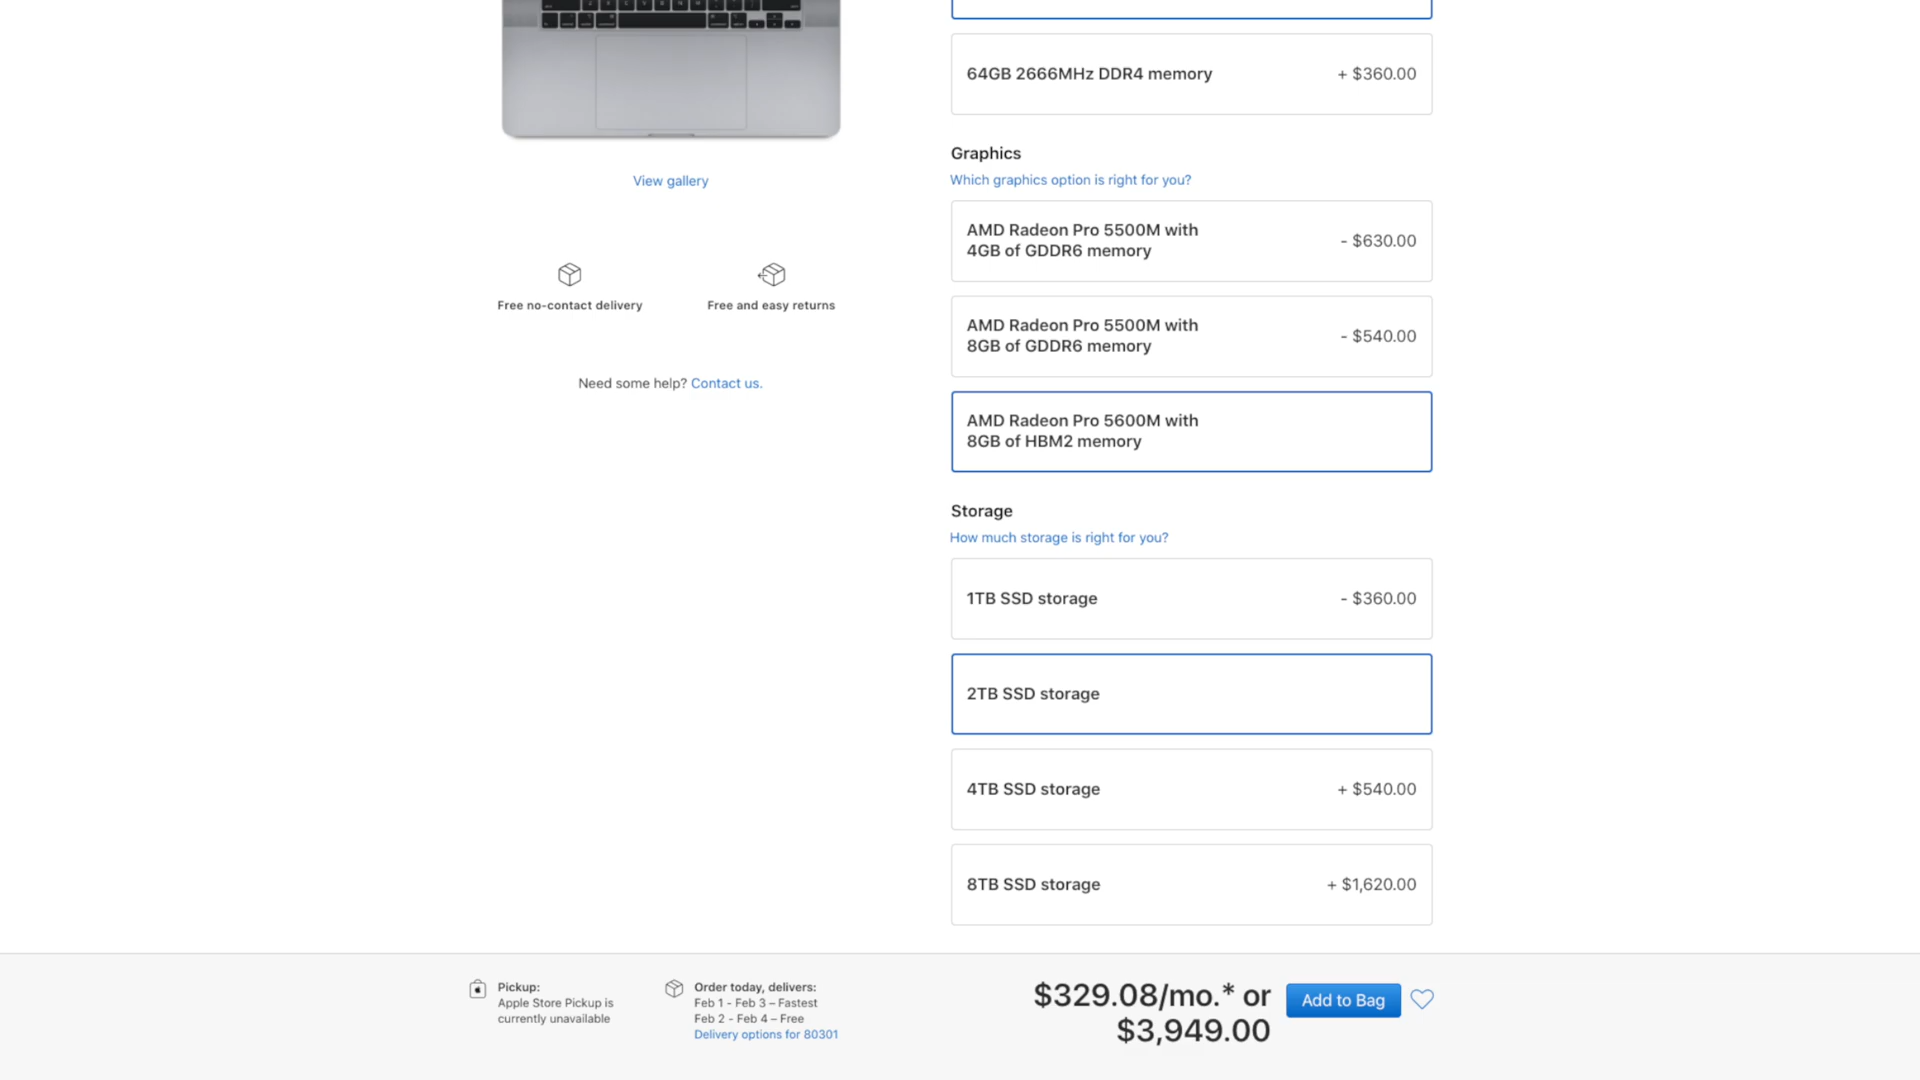 64GB 2666MHz DDR4 memory + $360.00
Graphics
Which graphics option is right for you?
AMD Radeon Pro 5500M with
4GB of GDDR6 memory
- $630.00
AMD Radeon Pro 5500M with
8GB of GDDR6 memory
- $540.00
AMD Radeon Pro 5600M with
8GB of HBM2 memory
Storage
How much storage is right for you?
1TB SSD storage - $360.00
2TB SSD storage
4TB SSD storage + $540.00
8TB SSD storage + $1,620.00
View gallery
Free no-contact delivery
Free and easy returns
Need some help? Contact us.
Pickup:
Apple Store Pickup is
currently unavailable
Order today, delivers:
Feb 1 - Feb 3 – Fastest
Feb 2 - Feb 4 – Free
Delivery options for 80301
$329.08/mo.* or
$3,949.00
Add to Bag